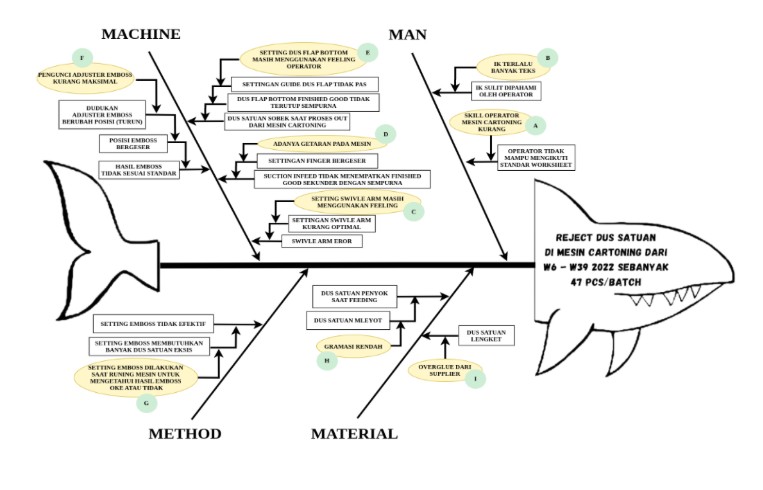 MACHINE
MAN
F
PENGUNCI ADJUSTER EMBOSS
KURANG MAKSIMAL
DUDUKAN
ADJUSTER EMBOSS
BERUBAH POSISI (TURUN)
POSISI EMBOSS
BERGESER
HASIL EMBOSS
TIDAK SESUAI STANDAR
E
SETTING DUS FLAP BOTTOM
MASIH MENGGUNAKAN FEELING
OPERATOR
SETTINGAN GUIDE DUS FLAP TIDAK PAS
DUS FLAP BOTTOM FINISHED GOOD TIDAK
TERUTUP SEMPURNA
DUS SATUAN SOBEK SAAT PROSES OUT
DARI MESIN CARTONING
D
ADANYA GETARAN PADA MESIN
SETTINGAN FINGER BERGESER
SUCTION INFEED TIDAK MENEMPATKAN FINISHED
GOOD SEKUNDER DENGAN SEMPURNA
SETTING SWIVLE ARM MASIH
MENGGUNAKAN FEELING
C
SETTINGAN SWIVLE ARM
KURANG OPTIMAL
SWIVLE ARM EROR
B
IK TERLALU
BANYAK TEKS
IK SULIT DIPAHAMI
OLEH OPERATOR
SKILL OPERATOR
MESIN CARTONING
KURANG
A
OPERATOR TIDAK
MAMPU MENGIKUTI
STANDAR WORKSHEET
REJECT DUS SATUAN
DI MESIN CARTONING DARI
W6 – W39 2022 SEBANYAK
47 PCS/BATCH
SETTING EMBOSS TIDAK EFEKTIF
SETTING EMBOSS MEMBUTUHKAN
BANYAK DUS SATUAN EKSIS
SETTING EMBOSS DILAKUKAN
SAAT RUNING MESIN UNTUK
MENGETAHUI HASIL EMBOSS
OKE ATAU TIDAK
G
DUS SATUAN PENYOK
SAAT FEEDING
DUS SATUAN MLEYOT
GRAMASI RENDAH
H
DUS SATUAN
LENGKET
OVERGLUE DARI
SUPPLIER
I
METHOD
MATERIAL